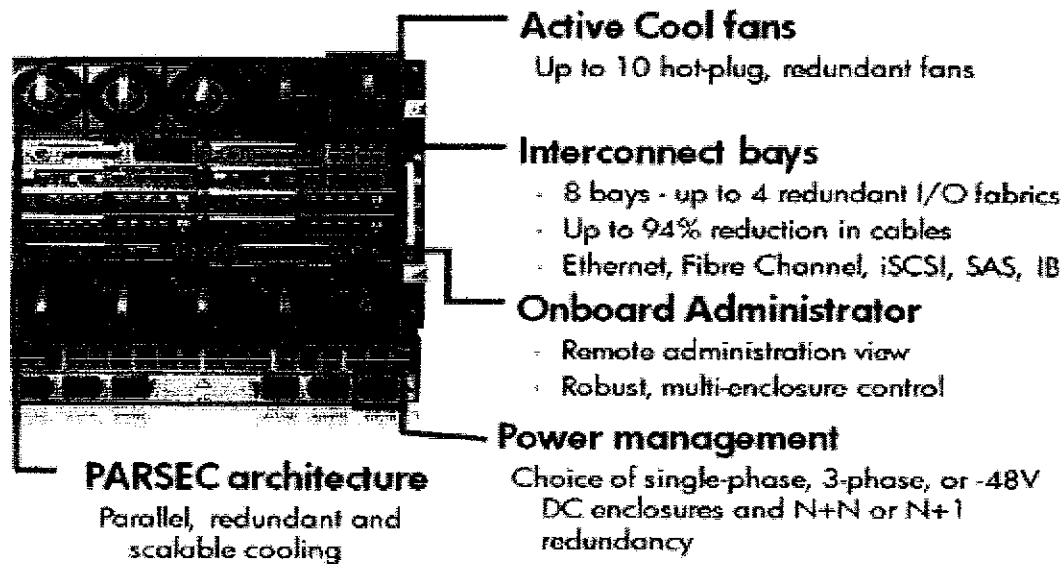 Active Cool fans
Up to 10 hot-plug, redundant fans
Interconnect bays
- 8 bays - up to 4 redundant I/O fabrics
- Up to 94% reduction in cables
- Ethernet, Fibre Channel, iSCSI, SAS, IB
Onboard Administrator
- Remote administration view
- Robust, multi-enclosure control
Power management
Choice of single-phase, 3-phase, or -48V
DC enclosures and N+N or N+1
redundancy
PARSEC architecture
Parallel, redundant and
scalable cooling